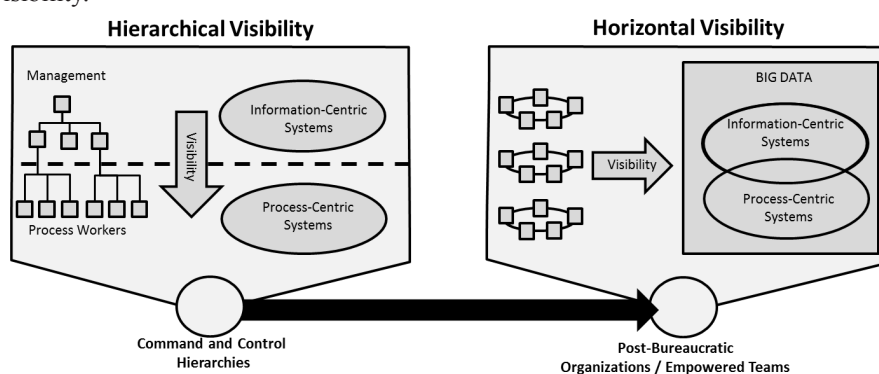 isibility.
Hierarchical Visibility
Horizontal Visibility
Management
Information-Centric
Systems
Visibility
Process-Centric
Systems
Process Workers
BIG DATA
Information-Centric
Systems
Visibility
Process-Centric
Systems
Command and Control
Hierarchies
Post-Bureaucratic
Organizations / Empowered Teams